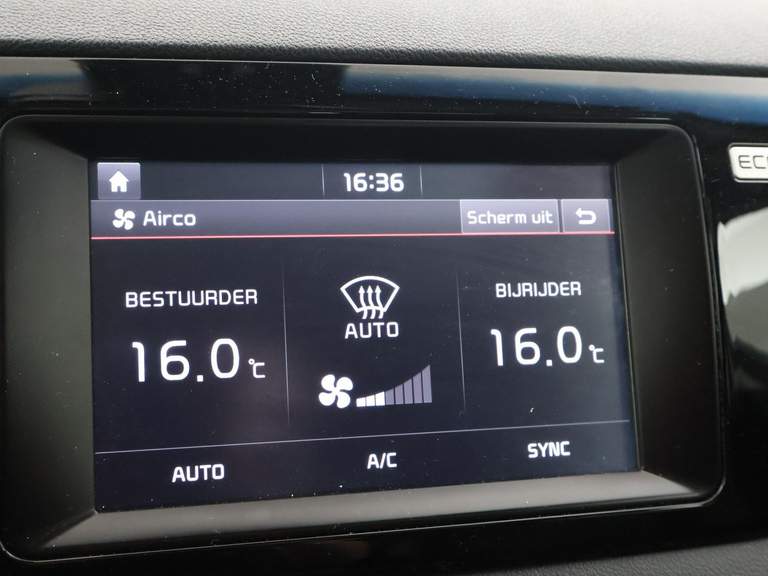 16:36
Airco Scherm uit
BESTUURDER
16.0 °C
AUTO
BIJRIJDER
16.0 °C
AUTO A/C SYNC